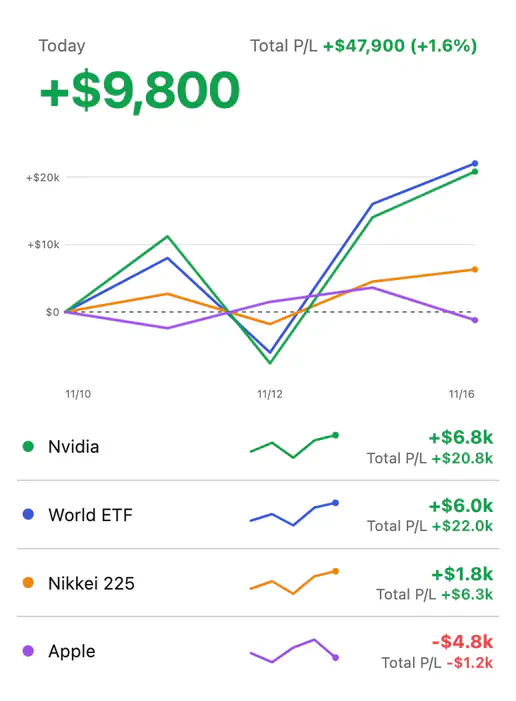 Today
Total P/L +$47,900 (+1.6%)
+$9,800
+$20k
+$10k
$0
11/10
11/12
11/16
Nvidia
+$6.8k
Total P/L +$20.8k
World ETF
+$6.0k
Total P/L +$22.0k
Nikkei 225
+$1.8k
Total P/L +$6.3k
Apple
-$4.8k
Total P/L -$1.2k